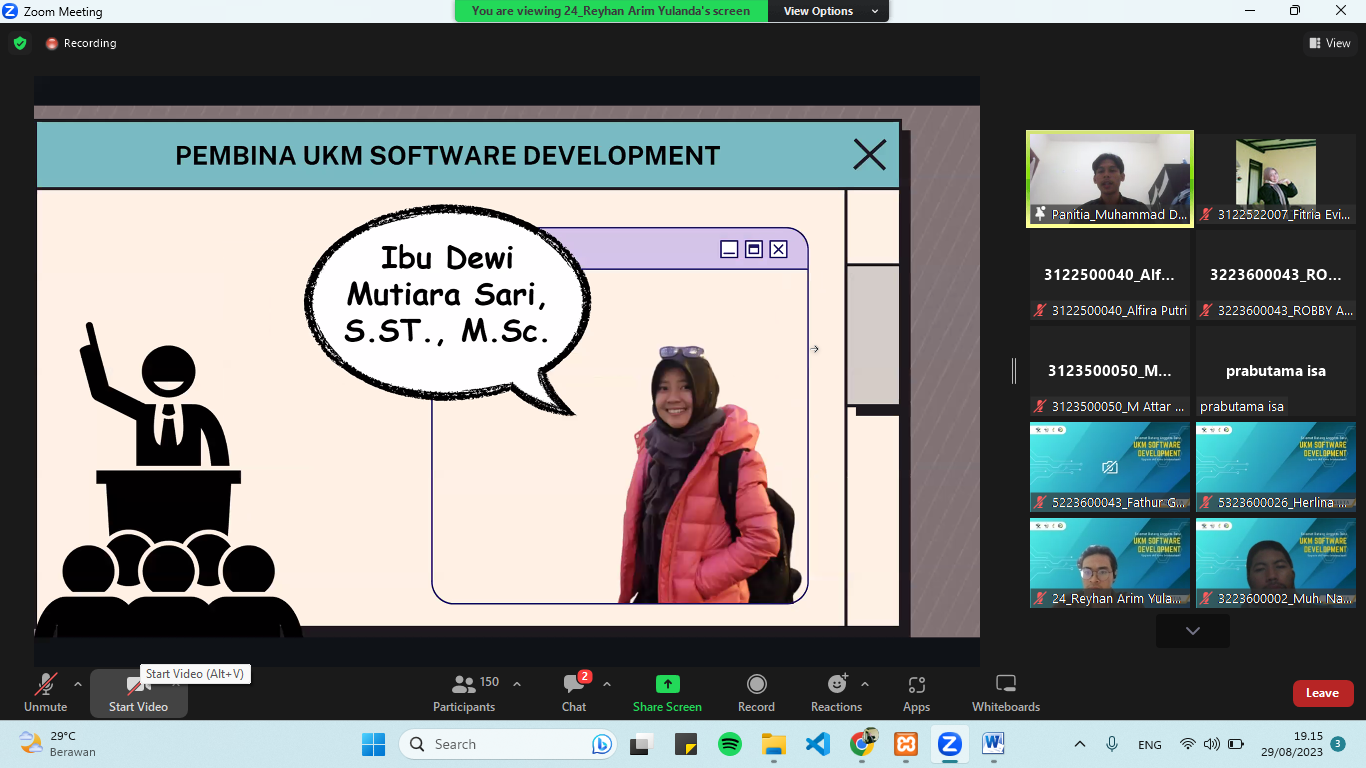 Zoom Meeting
You are viewing 24_Reyhan Arim Yulanda's screen
View Options
Recording
View
PEMBINA UKM SOFTWARE DEVELOPMENT
Ibu Dewi
Mutiara Sari,
S.ST., M.Sc.
Panitia_Muhammad D...
3122522007_Fitria Evi...
3122500040_Alf...
3122500040_Alfira Putri
3223600043_RO...
3223600043_ROBBY A...
3123500050_M...
3123500050_M Attar ...
prabutama isa
prabutama isa
UKM SOFTWARE
DEVELOPMENT
5223600043_Fathur G...
UKM SOFTWARE
DEVELOPMENT
5323600026_Herlina ...
UKM SOFTWARE
DEVELOPMENT
24_Reyhan Arim Yula...
UKM SOFTWARE
DEVELOPMENT
3223600002_Muh. Na...
Start Video (Alt+V)
Unmute
Start Video
150
Participants
2
Chat
Share Screen
Record
Reactions
Apps
Whiteboards
Leave
29°C
Berawan
Search
ENG
19.15
29/08/2023
3